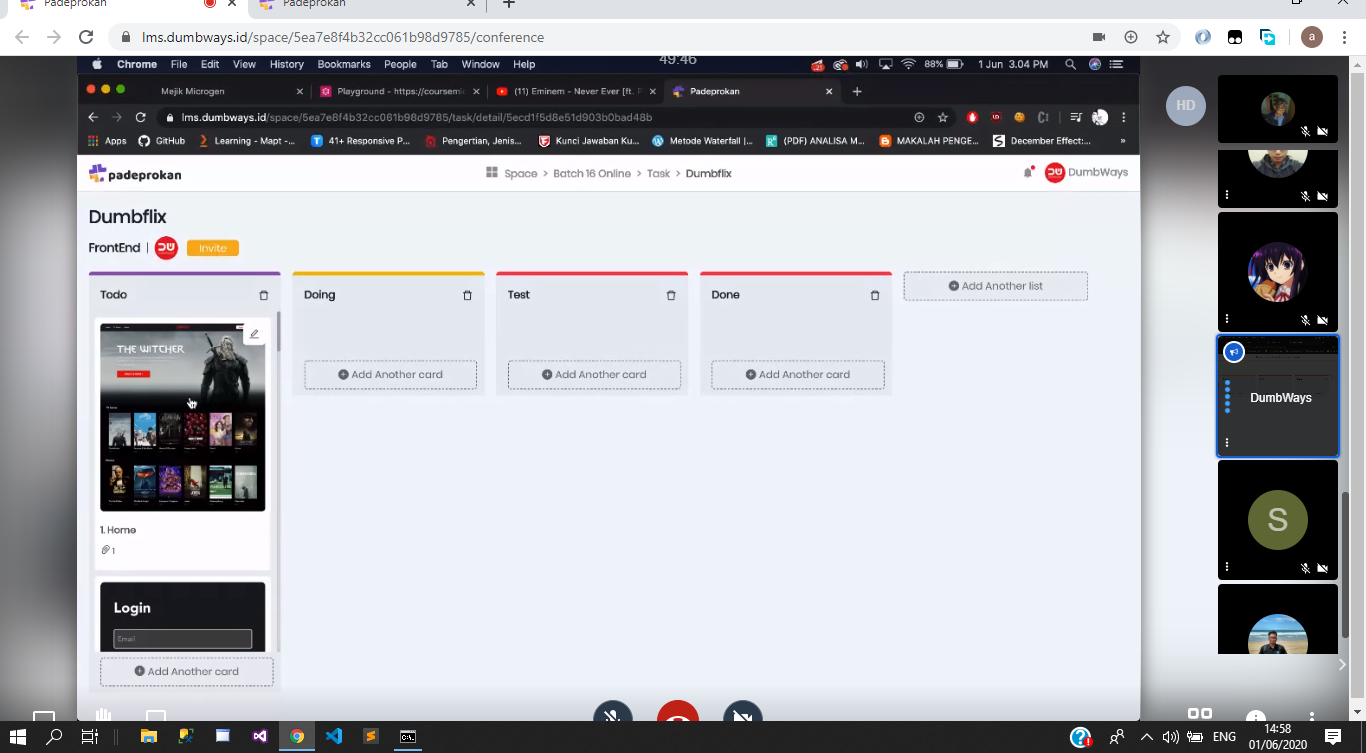 Padeprokan
Padeprokan
lms.dumbways.id/space/5ea7e8f4b32cc061b98d9785/conference
a
Chrome File Edit View History Bookmarks People Tab Window Help
49:46
88% 1 Jun 3.04 PM
Mejik Microgen
Playground - https://coursemi
(11) Eminem - Never Ever [ft. P
Padeprokan
lms.dumbways.id/space/5ea7e8f4b32cc061b98d9785/task/detail/5ecd1f5d8e51d903b0bad48b
Apps GitHub Learning - Mapt -... 41+ Responsive P... Pengertian, Jenis... Kunci Jawaban Ku... Metode Waterfall |... (PDF) ANALISA M... MAKALAH PENGE... December Effect:... »
padeprokan
Space > Batch 16 Online > Task > Dumbflix
DumbWays
Dumbflix
FrontEnd | Invite
Todo
Doing
Test
Done
Add Another list
THE WITCHER
Add Another card
Add Another card
Add Another card
1. Home
1
Login
Email
Add Another card
HD
DumbWays
S
ENG
14:58
01/06/2020